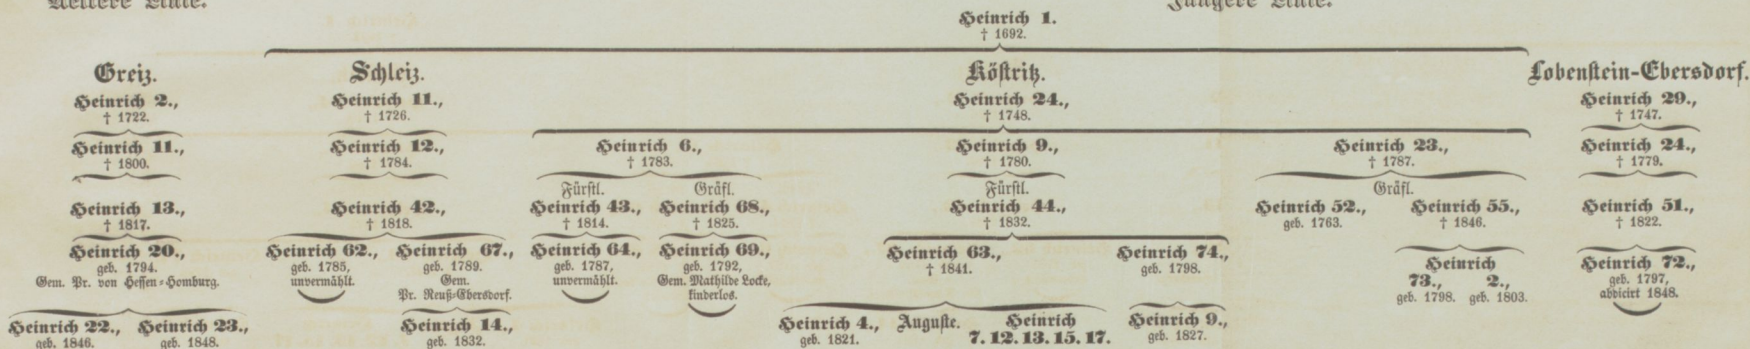 Aeltere Linie.
Jüngere Linie.
Heinrich 1.
† 1692.
Greiz.
Schleiz.
Köstritz.
Lobenstein-Ebersdorf.
Heinrich 2.,
† 1722.
Heinrich 11.,
† 1726.
Heinrich 24.,
† 1748.
Heinrich 29.,
† 1747.
Heinrich 11.,
† 1800.
Heinrich 12.,
† 1784.
Heinrich 6.,
† 1783.
Heinrich 9.,
† 1780.
Heinrich 23.,
† 1787.
Heinrich 24.,
† 1779.
Heinrich 13.,
† 1817.
Heinrich 42.,
† 1818.
Fürstl.
Heinrich 43.,
† 1814.
Gräfl.
Heinrich 68.,
† 1825.
Fürstl.
Heinrich 44.,
† 1832.
Gräfl.
Heinrich 52.,
geb. 1763.
Heinrich 55.,
† 1846.
Heinrich 51.,
† 1822.
Heinrich 20.,
geb. 1794.
Gem. Pr. von Hessen-Homburg.
Heinrich 62.,
geb. 1785,
unvermählt.
Heinrich 67.,
geb. 1789.
Gem.
Pr. Reuß-Ebersdorf.
Heinrich 64.,
geb. 1787,
unvermählt.
Heinrich 69.,
geb. 1792,
Gem. Mathilde Locke,
kinderlos.
Heinrich 63.,
† 1841.
Heinrich 74.,
geb. 1798.
Heinrich
73., 2.,
geb. 1798. geb. 1803.
Heinrich 72.,
geb. 1797,
abdicirt 1848.
Heinrich 22.,
geb. 1846.
Heinrich 23.,
geb. 1848.
Heinrich 14.,
geb. 1832.
Heinrich 4.,
geb. 1821.
Auguste.
Heinrich
7. 12. 13. 15. 17.
Heinrich 9.,
geb. 1827.